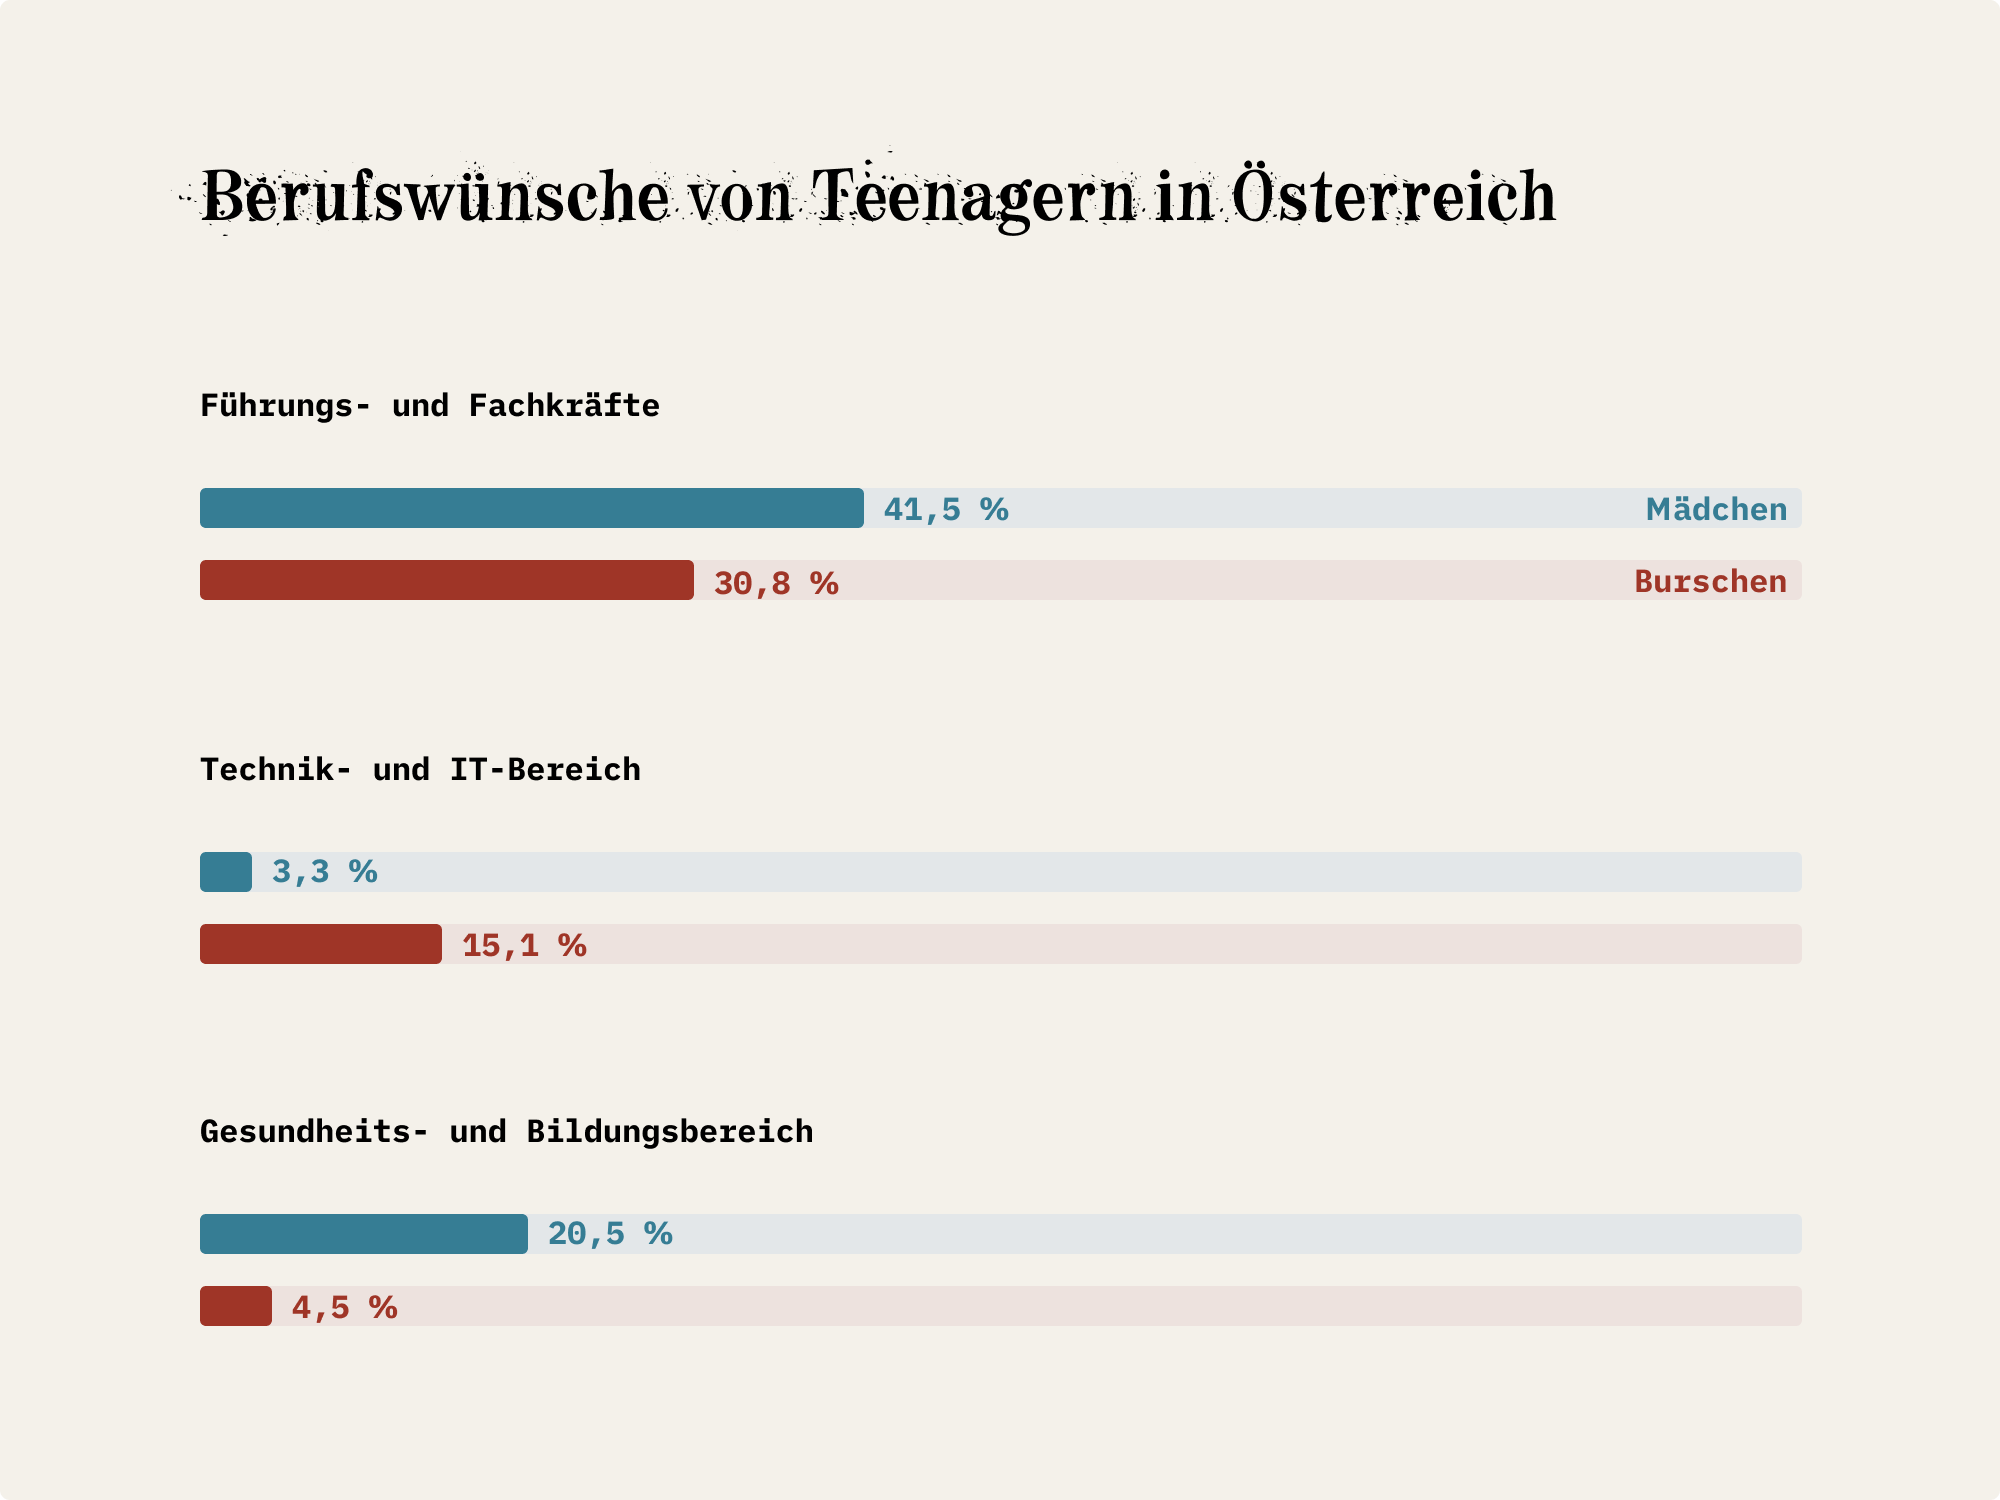 Berufswünsche von Teenagern in Österreich
Führungs- und Fachkräfte
41,5 % Mädchen
30,8 % Burschen
Technik- und IT-Bereich
3,3 %
15,1 %
Gesundheits- und Bildungsbereich
20,5 %
4,5 %